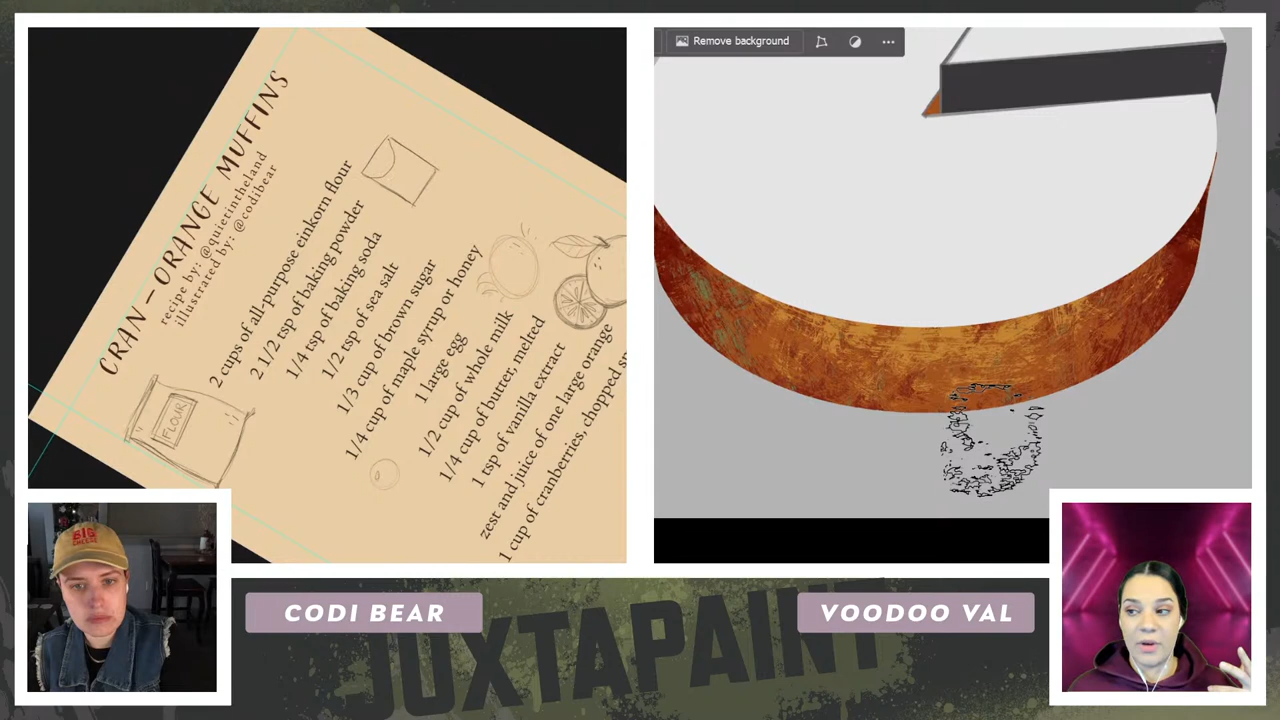 CRAN-ORANGE MUFFINS
recipe by: @quietintheland
illustrated by: @codibear
2 cups of all-purpose einkorn flour
2 1/2 tsp of baking powder
1/4 tsp of baking soda
1/2 tsp of sea salt
1/3 cup of brown sugar
1/4 cup of maple syrup or honey
1 large egg
1/2 cup of whole milk
1/4 cup of butter, melted
1 tsp of vanilla extract
zest and juice of one large orange
1 cup of cranberries, chopped
FLOUR
Remove background
BIG
CHEESE
CODI BEAR
VOODOO VAL
JUXTAPAINT